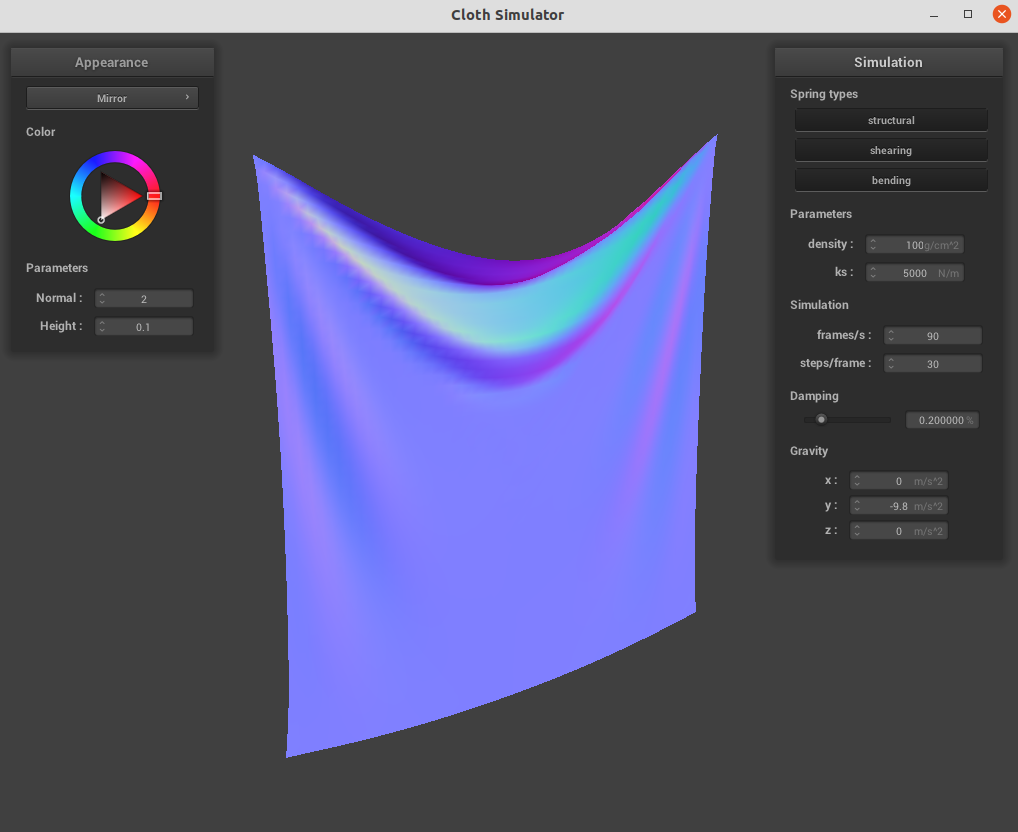 Cloth Simulator
Appearance
Mirror
Color
Parameters
Normal : 2
Height : 0.1
Simulation
Spring types
structural
shearing
bending
Parameters
density : 100g/cm^2
ks : 5000 N/m
Simulation
frames/s : 90
steps/frame : 30
Damping
0.200000 %
Gravity
x : 0 m/s^2
y : -9.8 m/s^2
z : 0 m/s^2